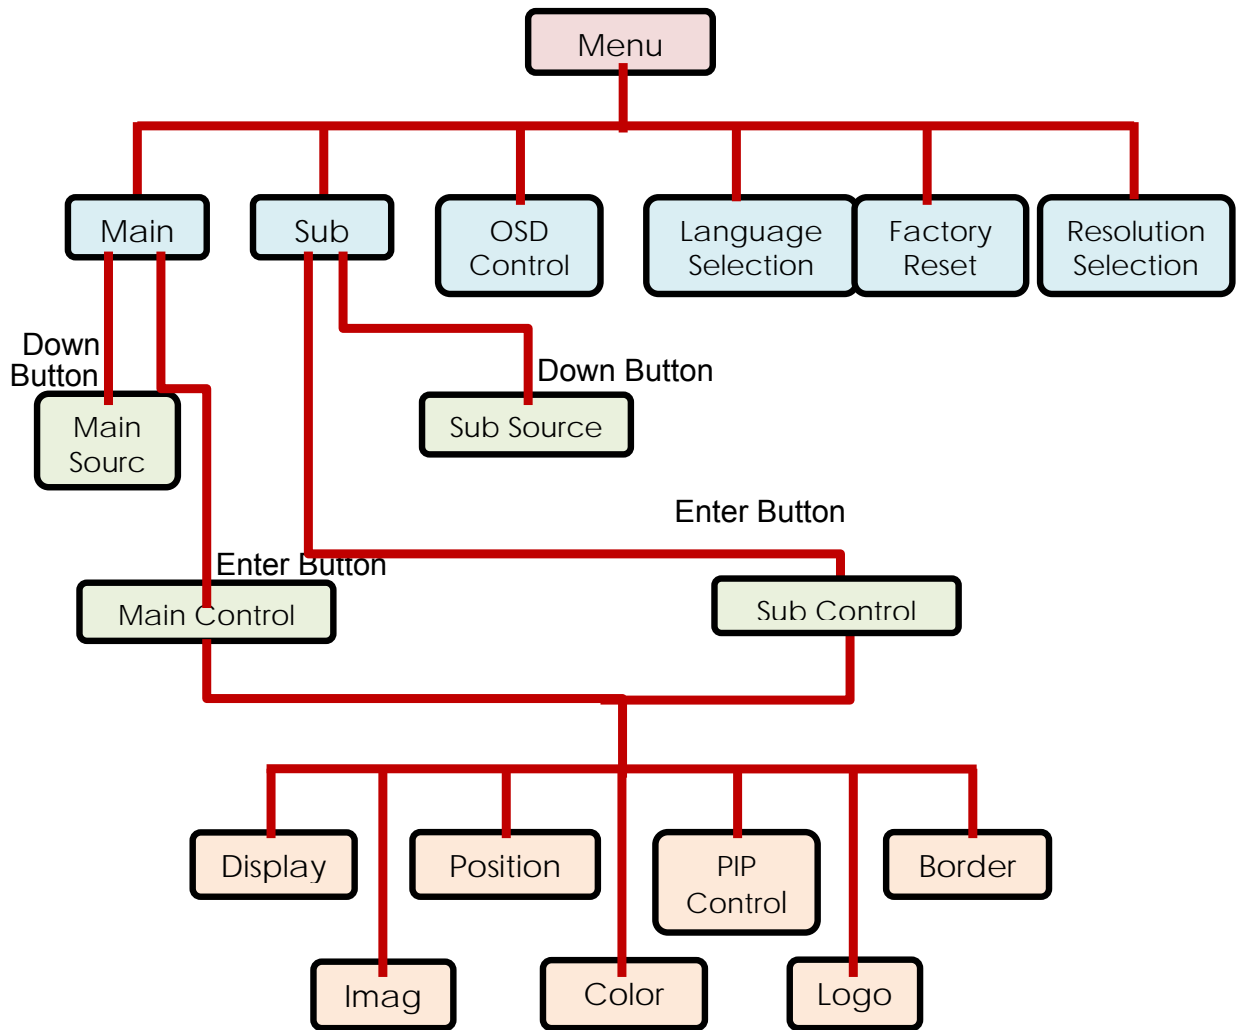 Menu
Main
Sub
OSD
Control
Language
Selection
Factory
Reset
Resolution
Selection
Down
Button
Down Button
Main
Sourc
Sub Source
Enter Button
Enter Button
Main Control
Sub Control
Display
Position
PIP
Control
Border
Imag
Color
Logo